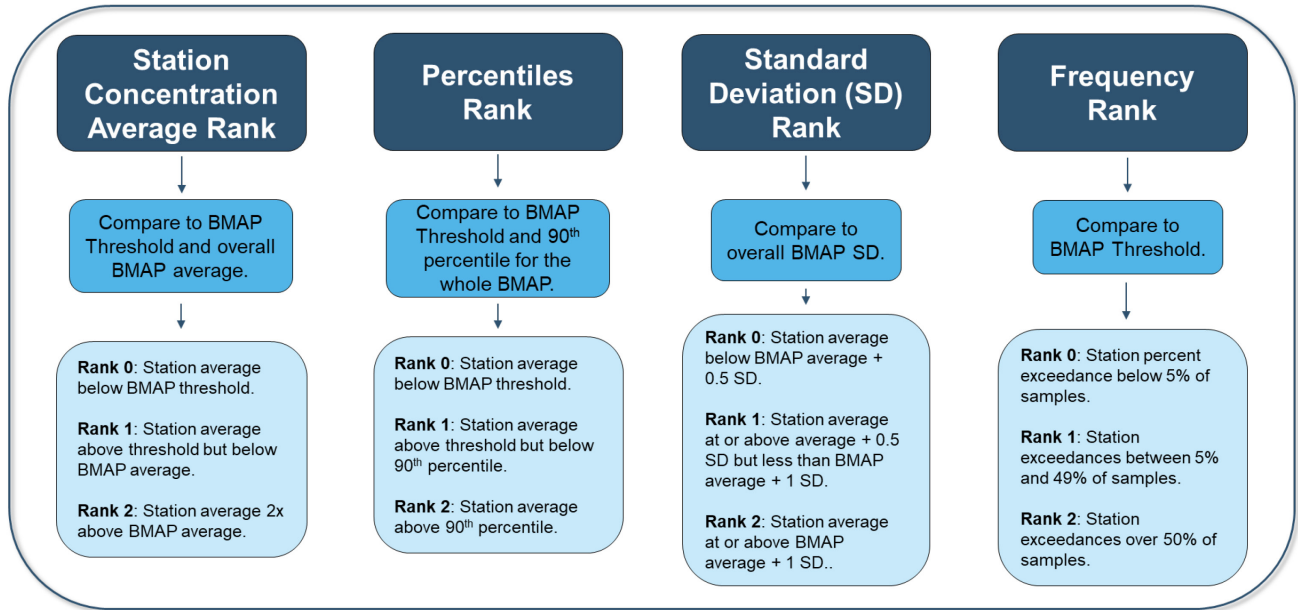 Station
Concentration
Average Rank
Compare to BMAP
Threshold and overall
BMAP average.
Rank 0: Station average
below BMAP threshold.
Rank 1: Station average
above threshold but below
BMAP average.
Rank 2: Station average 2x
above BMAP average.
Percentiles
Rank
Compare to BMAP
Threshold and 90th
percentile for the
whole BMAP.
Rank 0: Station average
below BMAP threshold.
Rank 1: Station average
above threshold but below
90th percentile.
Rank 2: Station average
above 90th percentile.
Standard
Deviation (SD)
Rank
Compare to
overall BMAP SD.
Rank 0: Station average
below BMAP average +
0.5 SD.
Rank 1: Station average
at or above average + 0.5
SD but less than BMAP
average + 1 SD.
Rank 2: Station average
at or above BMAP
average + 1 SD..
Frequency
Rank
Compare to
BMAP Threshold.
Rank 0: Station percent
exceedance below 5% of
samples.
Rank 1: Station
exceedances between 5%
and 49% of samples.
Rank 2: Station
exceedances over 50% of
samples.